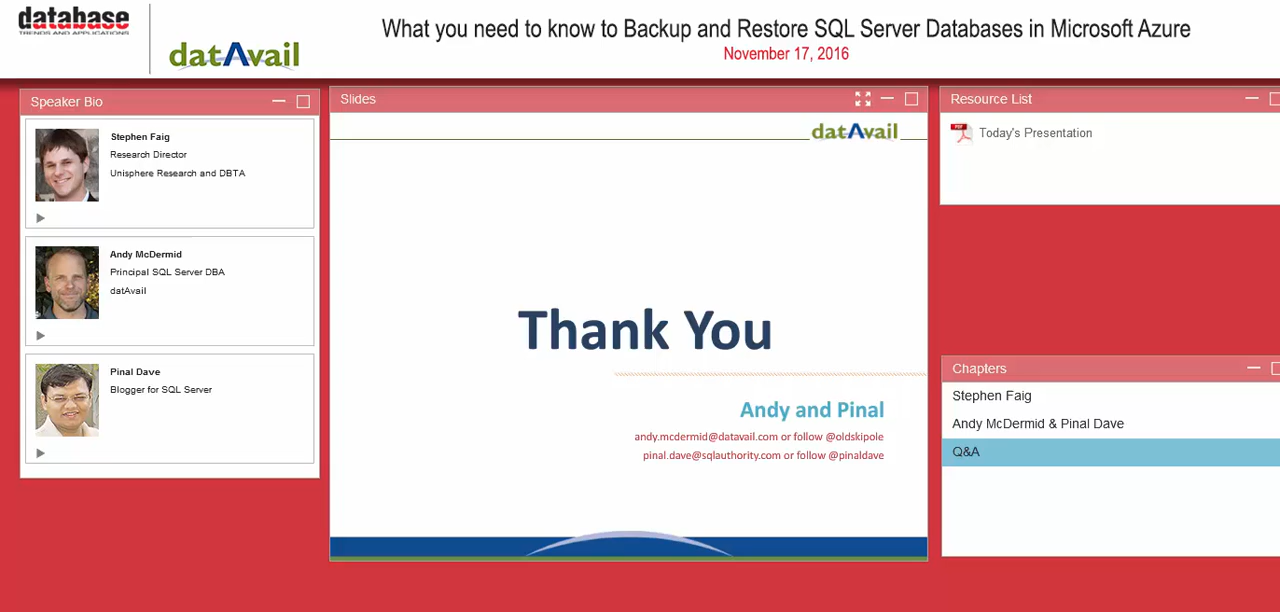 database
TRENDS AND APPLICATIONS
datAvail
What you need to know to Backup and Restore SQL Server Databases in Microsoft Azure
November 17, 2016
Speaker Bio
Stephen Faig
Research Director
Unisphere Research and DBTA
Andy McDermid
Principal SQL Server DBA
datAvail
Pinal Dave
Blogger for SQL Server
Slides
datAvail
Thank You
Andy and Pinal
andy.mcdermid@datavail.com or follow @oldskipole
pinal.dave@sqlauthority.com or follow @pinaldave
Resource List
PDF
Today's Presentation
Chapters
Stephen Faig
Andy McDermid & Pinal Dave
Q&A